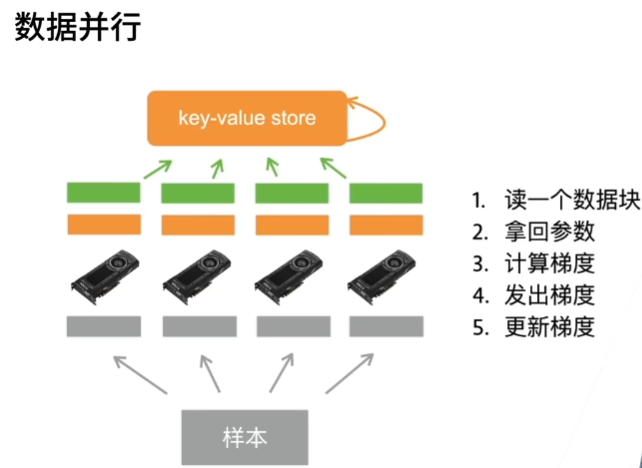 数据并行
key-value store
1. 读一个数据块
2. 拿回参数
3. 计算梯度
4. 发出梯度
5. 更新梯度
样本